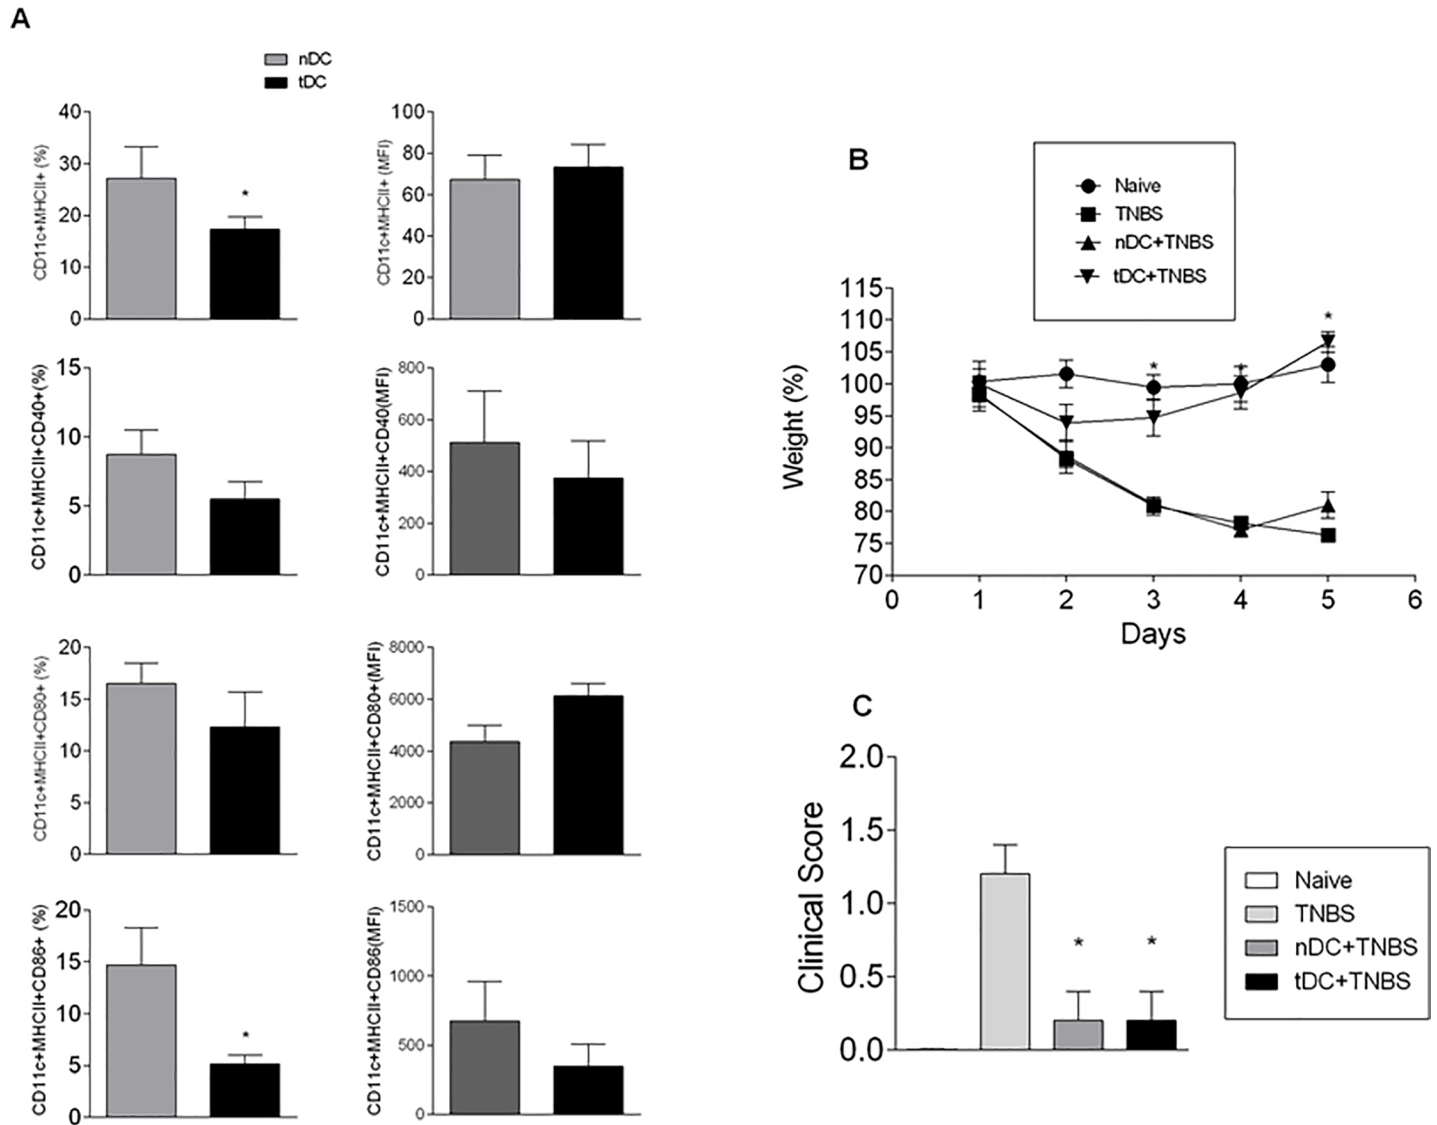 A
nDC
tDC
CD11c+MHCII+ (%)
40
30
20
10
0
*
CD11c+MHCII+ (MFI)
100
80
60
40
20
0
CD11c+MHCII+CD40+(%)
15
10
5
0
CD11c+MHCII+CD40(MFI)
800
600
400
200
0
CD11c+MHCII+CD80+ (%)
20
15
10
5
0
CD11c+MHCII+CD80+(MFI)
8000
6000
4000
2000
0
CD11c+MHCII+CD86+ (%)
20
15
10
5
0
*
CD11c+MHCII+CD86(MFI)
1500
1000
500
0
B
Naive
TNBS
nDC+TNBS
tDC+TNBS
Weight (%)
115
110
105
100
95
90
85
80
75
70
*
*
*
0 1 2 3 4 5 6
Days
C
Clinical Score
2.0
1.5
1.0
0.5
0.0
* *
Naive
TNBS
nDC+TNBS
tDC+TNBS